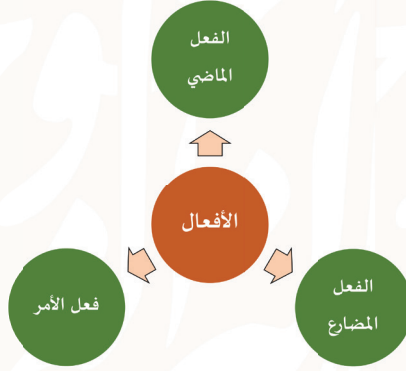 الفعل
الماضي
الأفعال
الفعل
المضارع
فعل الأمر